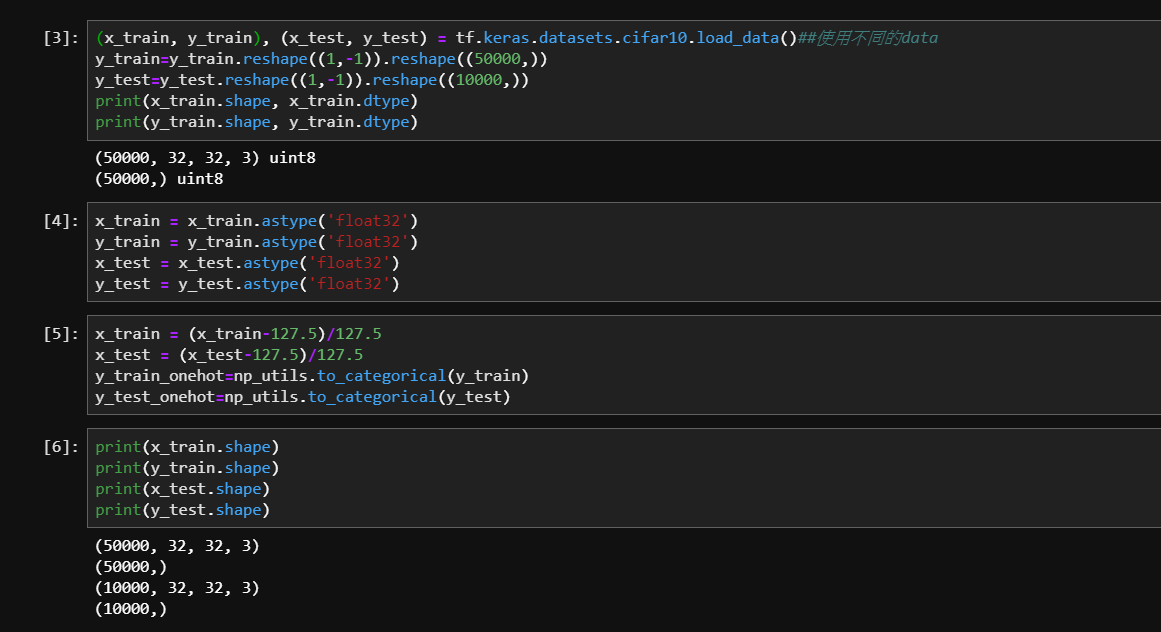 [3]: (x_train, y_train), (x_test, y_test) = tf.keras.datasets.cifar10.load_data()##使用不同的data
y_train=y_train.reshape((1,-1)).reshape((50000,))
y_test=y_test.reshape((1,-1)).reshape((10000,))
print(x_train.shape, x_train.dtype)
print(y_train.shape, y_train.dtype)
(50000, 32, 32, 3) uint8
(50000,) uint8
[4]: x_train = x_train.astype('float32')
y_train = y_train.astype('float32')
x_test = x_test.astype('float32')
y_test = y_test.astype('float32')
[5]: x_train = (x_train-127.5)/127.5
x_test = (x_test-127.5)/127.5
y_train_onehot=np_utils.to_categorical(y_train)
y_test_onehot=np_utils.to_categorical(y_test)
[6]: print(x_train.shape)
print(y_train.shape)
print(x_test.shape)
print(y_test.shape)
(50000, 32, 32, 3)
(50000,)
(10000, 32, 32, 3)
(10000,)